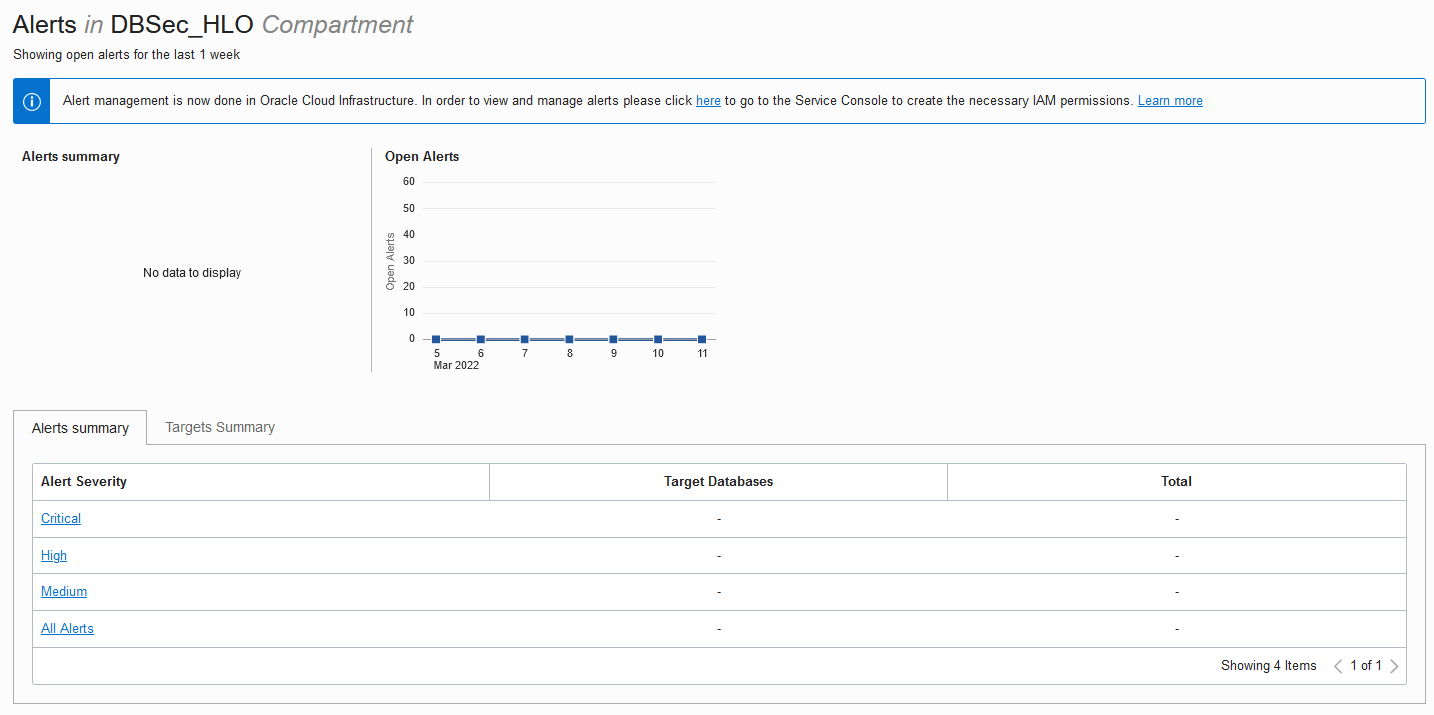 Alerts in DBSec_HLO Compartment
Showing open alerts for the last 1 week
Alert management is now done in Oracle Cloud Infrastructure. In order to view and manage alerts please click here to go to the Service Console to create the necessary IAM permissions. Learn more
Alerts summary
No data to display
Open Alerts
Open Alerts
60
50
40
30
20
10
0
5 6 7 8 9 10 11
Mar 2022
Alerts summary Targets Summary
Alert Severity Target Databases Total
Critical - -
High - -
Medium - -
All Alerts - -
Showing 4 Items 1 of 1